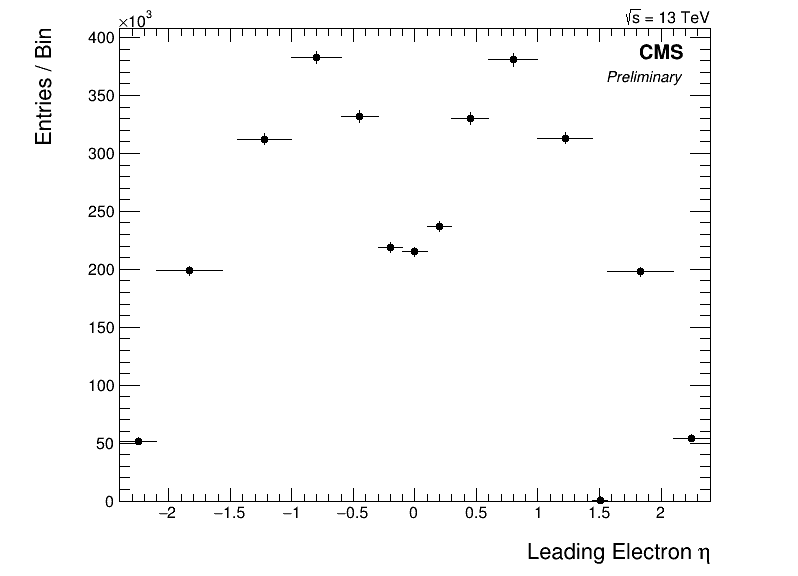 ×10³
√s = 13 TeV
400
CMS
Preliminary
350
300
250
200
150
100
50
0
−2 −1.5 −1 −0.5 0 0.5 1 1.5 2
Entries / Bin
Leading Electron η